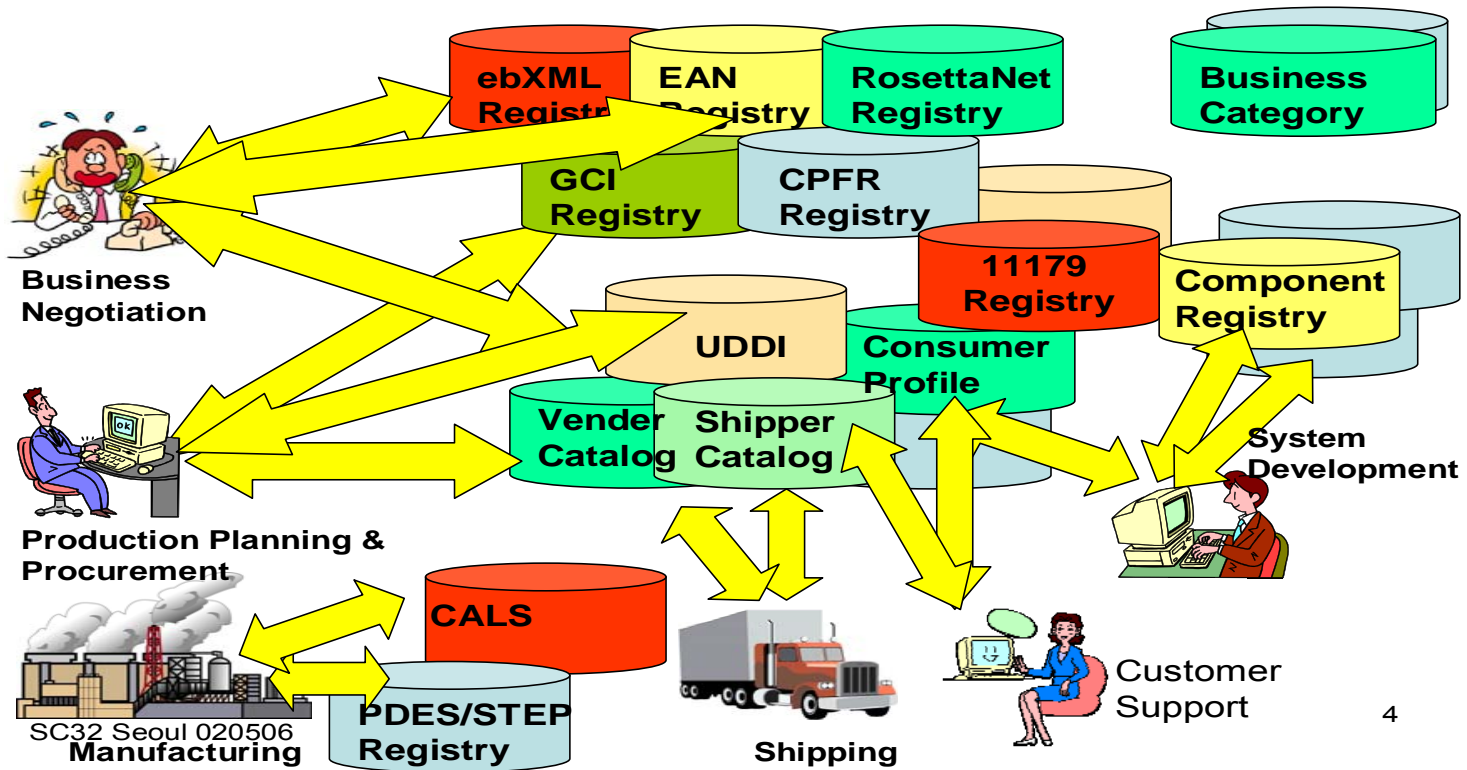 ebXML
Registry
EAN
Registry
RosettaNet
Registry
Business
Category
GCI
Registry
CPFR
Registry
Business
Negotiation
11179
Registry
Component
Registry
UDDI
Consumer
Profile
Vender
Catalog
Shipper
Catalog
System
Development
ok
Production Planning &
Procurement
CALS
PDES/STEP
Registry
SC32 Seoul 020506
Manufacturing
Shipping
Customer
Support
4